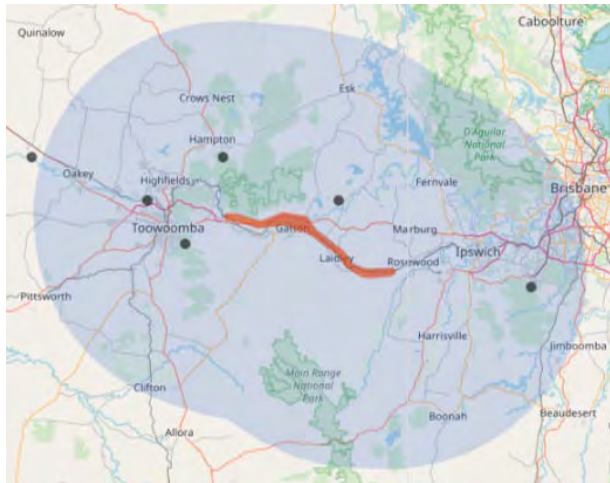 Caboolture
Quinalow
Esk
Crows Nest
D'Aguilar
National
Park
Hampton
Oakey
Highfields
Fernvale
Brisbane
Toowoomba
Gatton
Marburg
Laidley
Rosewood
Ipswich
Pittsworth
Harrisville
Jimboomba
Main Range
National
Park
Clifton
Boonah
Beaudesert
Allora